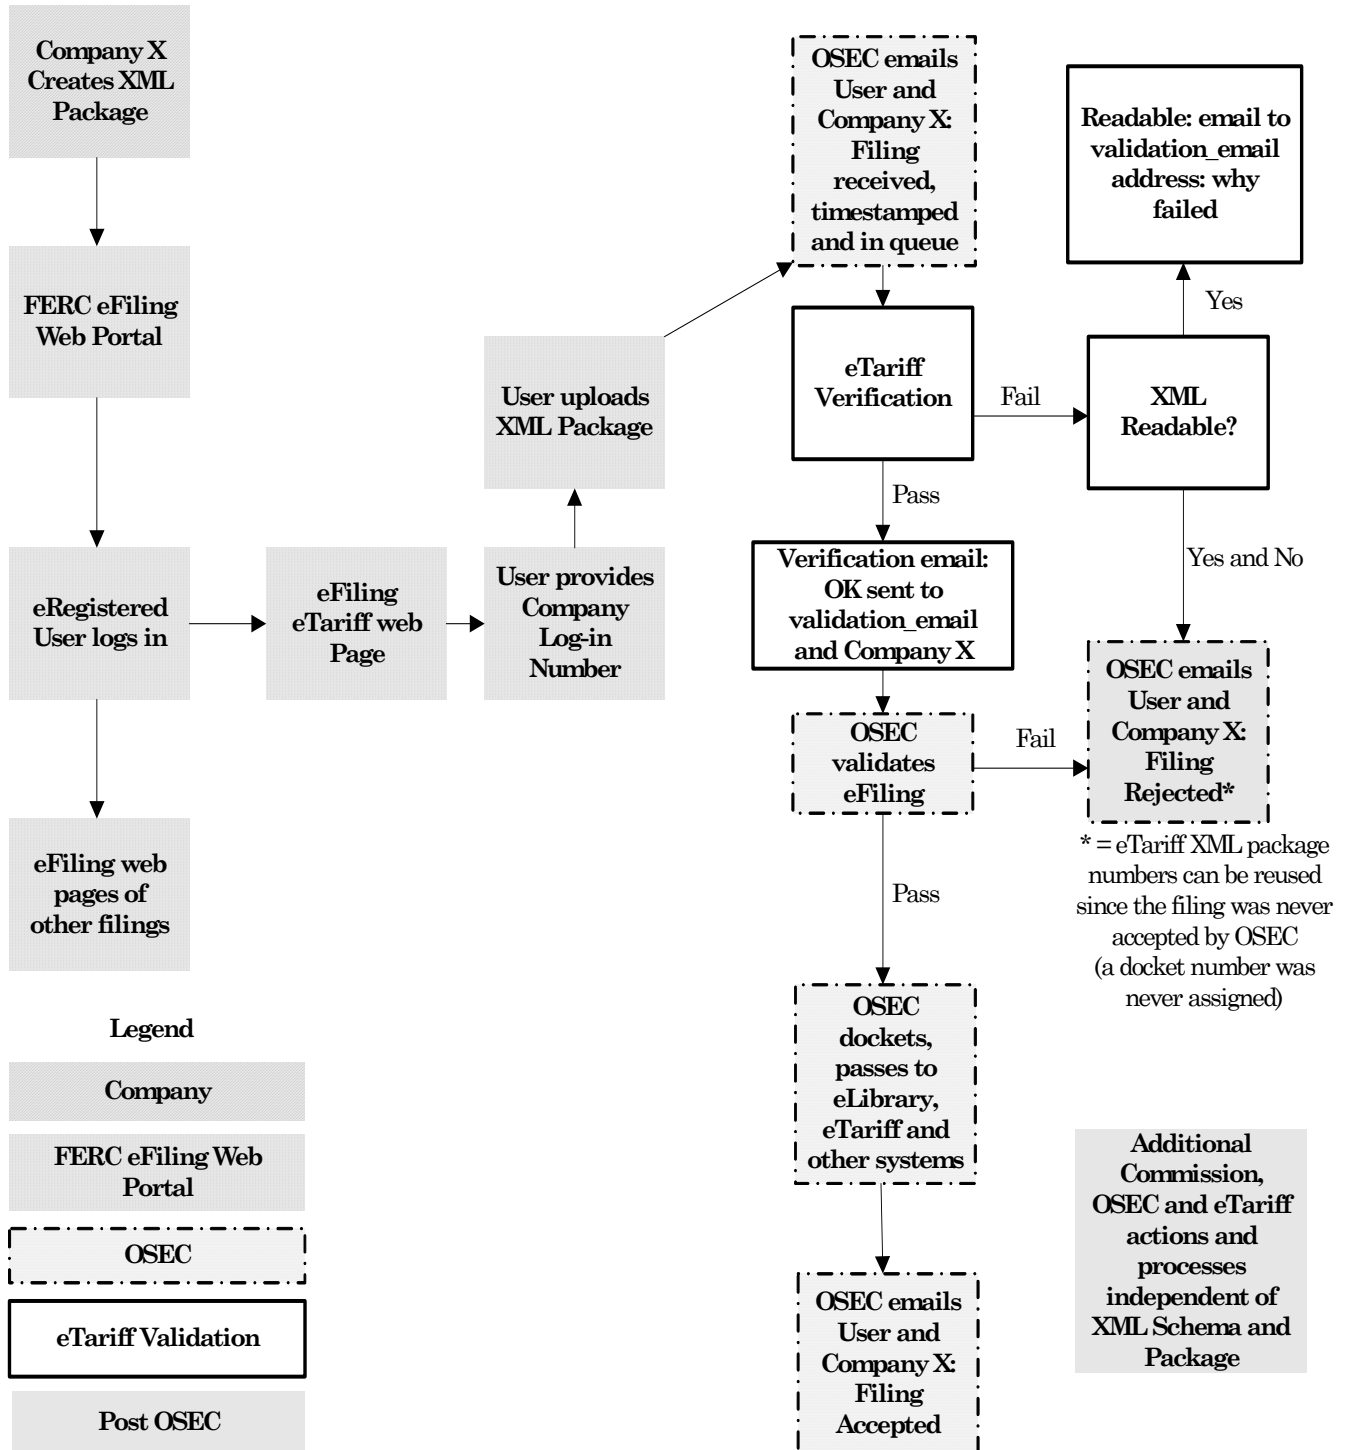 Company X
Creates XML
Package
FERC eFiling
Web Portal
eRegistered
User logs in
eFiling web
pages of
other filings
eFiling
eTariff web
Page
User provides
Company
Log-in
Number
User uploads
XML Package
OSEC emails
User and
Company X:
Filing
received,
timestamped
and in queue
eTariff
Verification
Fail
XML
Readable?
Yes
Readable: email to
validation_email
address: why
failed
Pass
Verification email:
OK sent to
validation_email
and Company X
Yes and No
OSEC
validates
eFiling
Fail
OSEC emails
User and
Company X:
Filing
Rejected*
* = eTariff XML package
numbers can be reused
since the filing was never
accepted by OSEC
(a docket number was
never assigned)
Pass
OSEC
dockets,
passes to
eLibrary,
eTariff and
other systems
OSEC emails
User and
Company X:
Filing
Accepted
Additional
Commission,
OSEC and eTariff
actions and
processes
independent of
XML Schema and
Package
Legend
Company
FERC eFiling Web
Portal
OSEC
eTariff Validation
Post OSEC